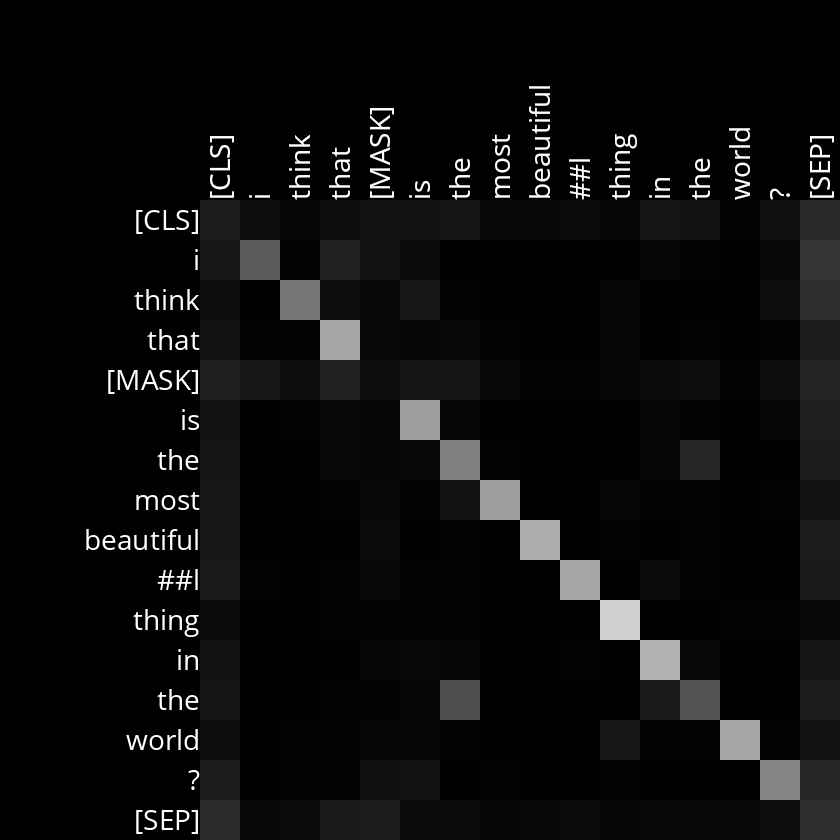 [CLS] i think that [MASK] is the most beautiful ##l thing in the world ? [SEP]
[CLS]
i
think
that
[MASK]
is
the
most
beautiful
##l
thing
in
the
world
?
[SEP]